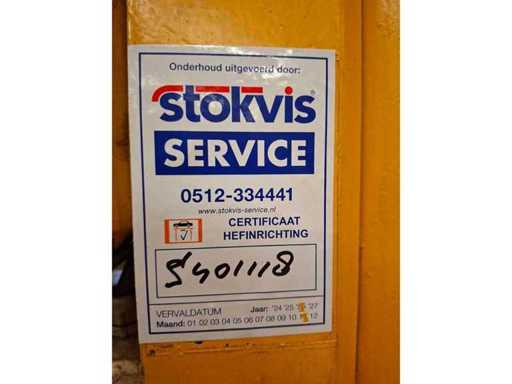 Onderhoud uitgevoerd door:
stokvis®
SERVICE
0512-334441
www.stokvis-service.nl
CERTIFICAAT
HEFINRICHTING
S401118
VERVALDATUM Jaar: '24 '25 '27
Maand: 01 02 03 04 05 06 07 08 09 10 12